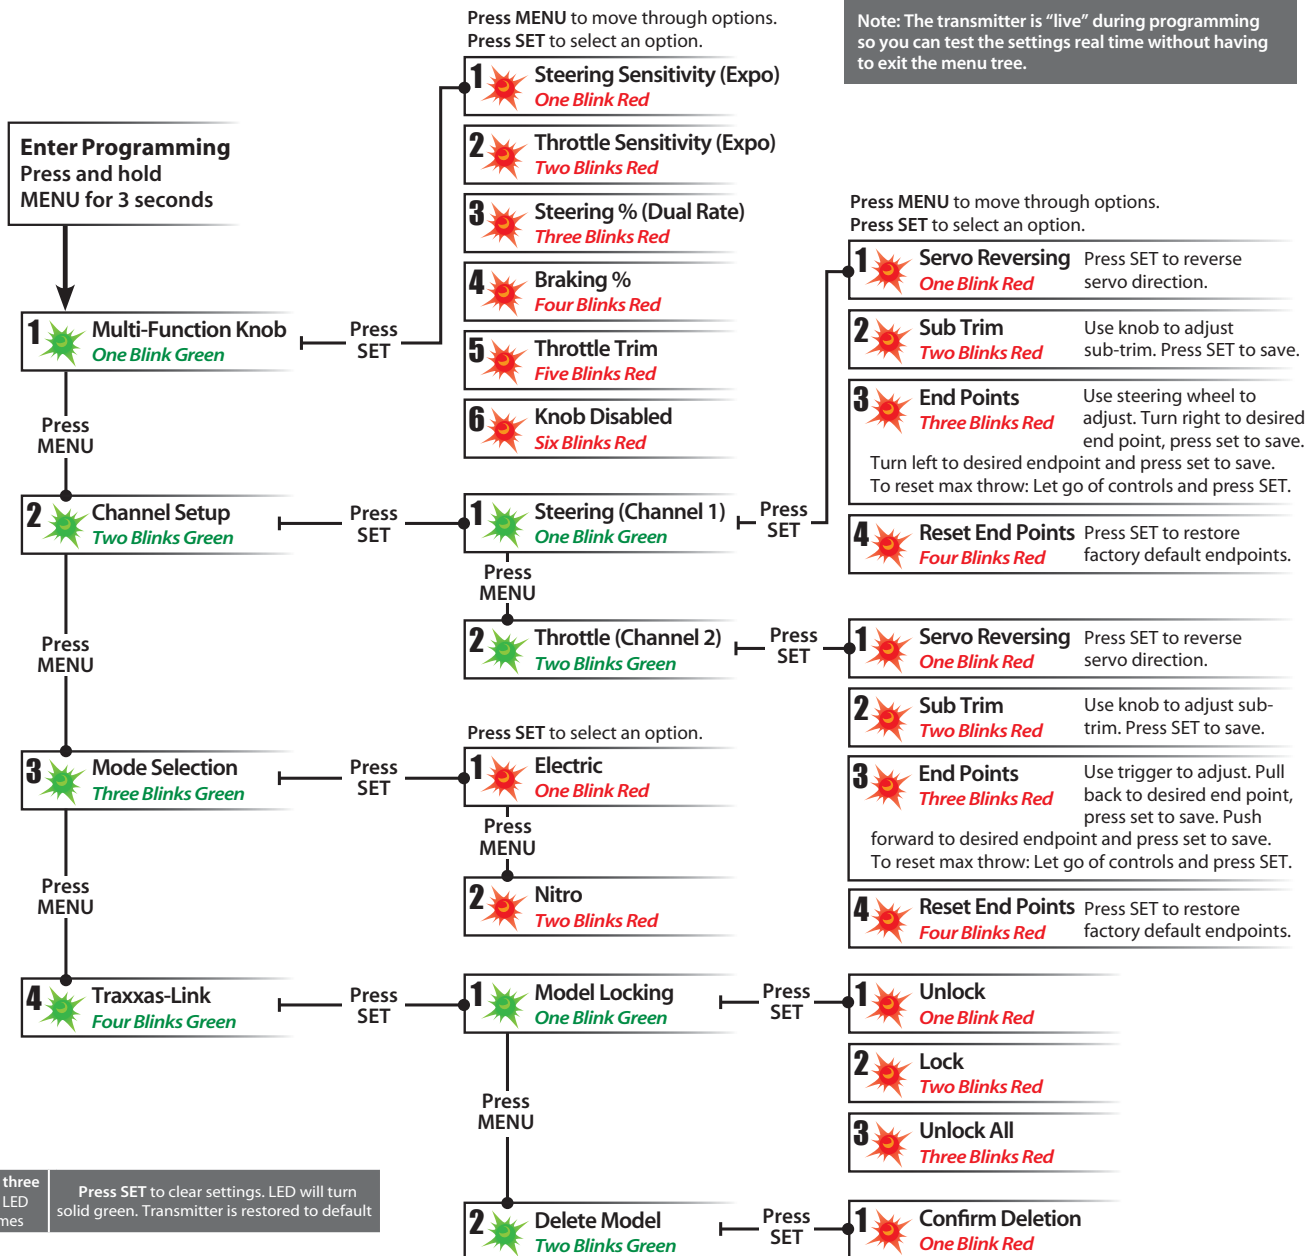 Press MENU to move through options.
Press SET to select an option.
Note: The transmitter is “live” during programming
so you can test the settings real time without having
to exit the menu tree.
Enter Programming
Press and hold
MENU for 3 seconds
1 Multi-Function Knob
One Blink Green
Press
SET
1 Steering Sensitivity (Expo)
One Blink Red
2 Throttle Sensitivity (Expo)
Two Blinks Red
3 Steering % (Dual Rate)
Three Blinks Red
4 Braking %
Four Blinks Red
5 Throttle Trim
Five Blinks Red
6 Knob Disabled
Six Blinks Red
Press
MENU
2 Channel Setup
Two Blinks Green
Press
SET
1 Steering (Channel 1)
One Blink Green
Press
SET
Press MENU to move through options.
Press SET to select an option.
1 Servo Reversing
One Blink Red
Press SET to reverse
servo direction.
2 Sub Trim
Two Blinks Red
Use knob to adjust
sub-trim. Press SET to save.
3 End Points
Three Blinks Red
Use steering wheel to
adjust. Turn right to desired
end point, press set to save.
Turn left to desired endpoint and press set to save.
To reset max throw: Let go of controls and press SET.
4 Reset End Points
Four Blinks Red
Press SET to restore
factory default endpoints.
Press
MENU
2 Throttle (Channel 2)
Two Blinks Green
Press
SET
1 Servo Reversing
One Blink Red
Press SET to reverse
servo direction.
2 Sub Trim
Two Blinks Red
Use knob to adjust sub-
trim. Press SET to save.
3 End Points
Three Blinks Red
Use trigger to adjust. Pull
back to desired end point,
press set to save. Push
forward to desired endpoint and press set to save.
To reset max throw: Let go of controls and press SET.
4 Reset End Points
Four Blinks Red
Press SET to restore
factory default endpoints.
Press
MENU
3 Mode Selection
Three Blinks Green
Press
SET
Press SET to select an option.
1 Electric
One Blink Red
Press
MENU
2 Nitro
Two Blinks Red
Press
MENU
4 Traxxas-Link
Four Blinks Green
Press
SET
1 Model Locking
One Blink Green
Press
SET
1 Unlock
One Blink Red
2 Lock
Two Blinks Red
3 Unlock All
Three Blinks Red
Press
MENU
2 Delete Model
Two Blinks Green
Press
SET
1 Confirm Deletion
One Blink Red
three
LED
Press SET to clear settings. LED will turn
solid green. Transmitter is restored to default